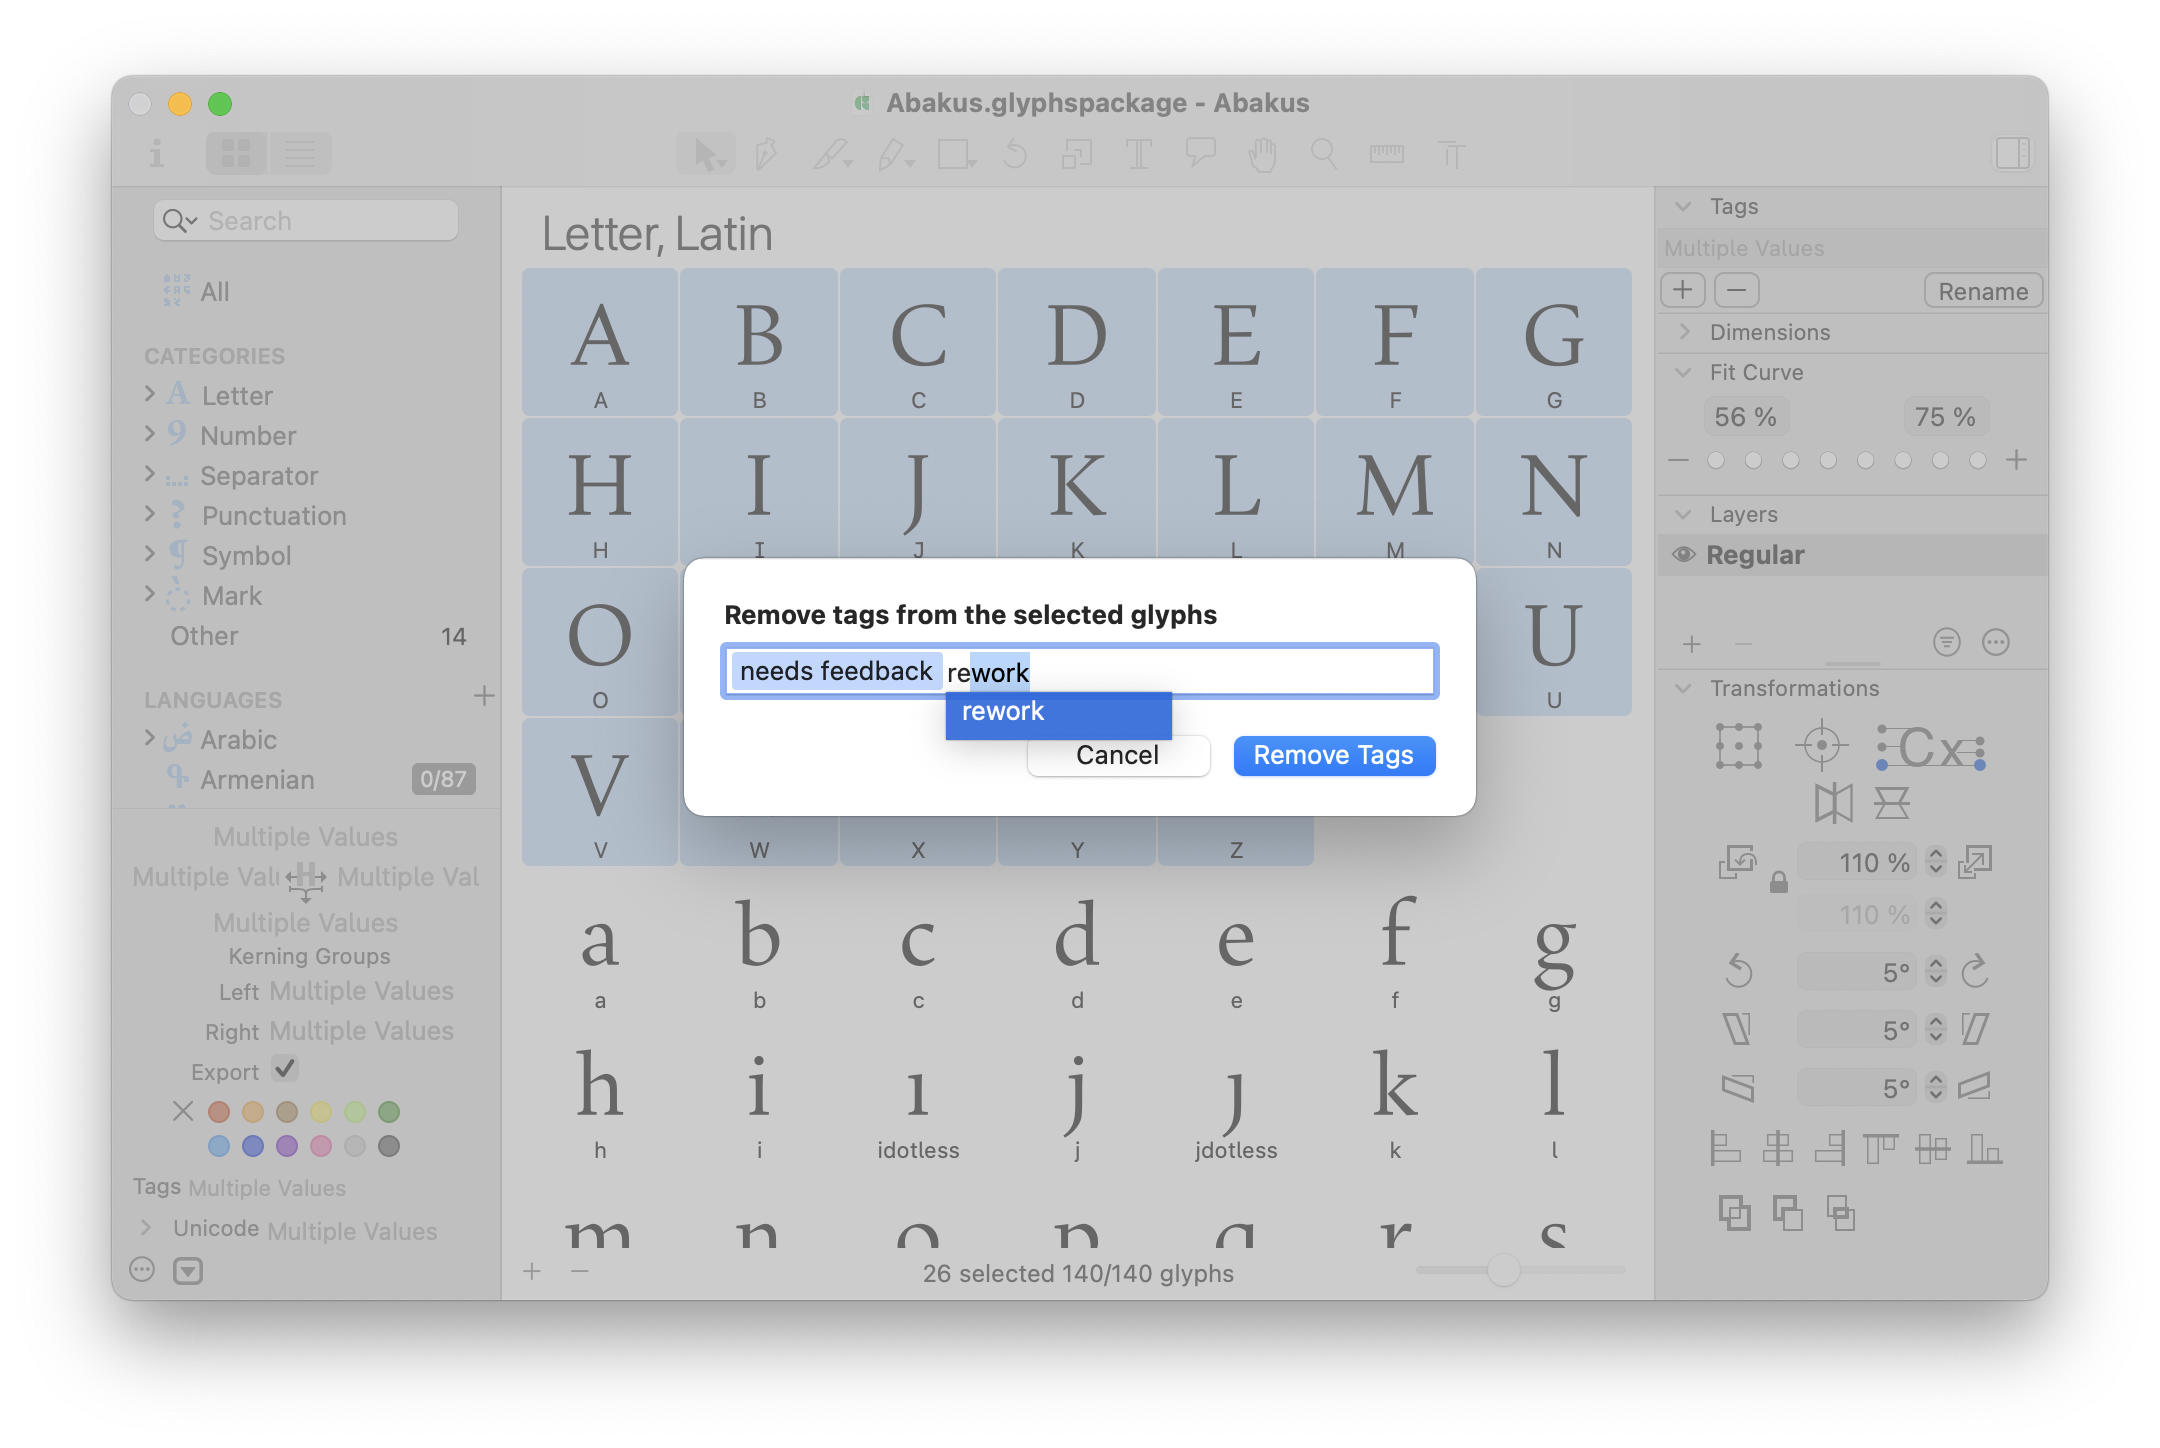 Abakus.glyphspackage - Abakus
Search
All
CATEGORIES
Letter
Number
Separator
Punctuation
Symbol
Mark
Other 14
LANGUAGES
Arabic
Armenian 0/87
Multiple Values
Multiple Valu H Multiple Val
Multiple Values
Kerning Groups
Left Multiple Values
Right Multiple Values
Export
Tags Multiple Values
Unicode Multiple Values
Letter, Latin
A B C D E F G
A B C D E F G
H I J K L M N
H I J K L M N
O U
O U
V
V W X Y Z
a b c d e f g
a b c d e f g
h i ı j ȷ k l
h i idotless j jdotless k l
m n o p q r s
26 selected 140/140 glyphs
Remove tags from the selected glyphs
needs feedback rework
rework
Cancel Remove Tags
Tags
Multiple Values
Rename
Dimensions
Fit Curve
56 % 75 %
Layers
Regular
Transformations
Cx
110 %
110 %
5°
5°
5°